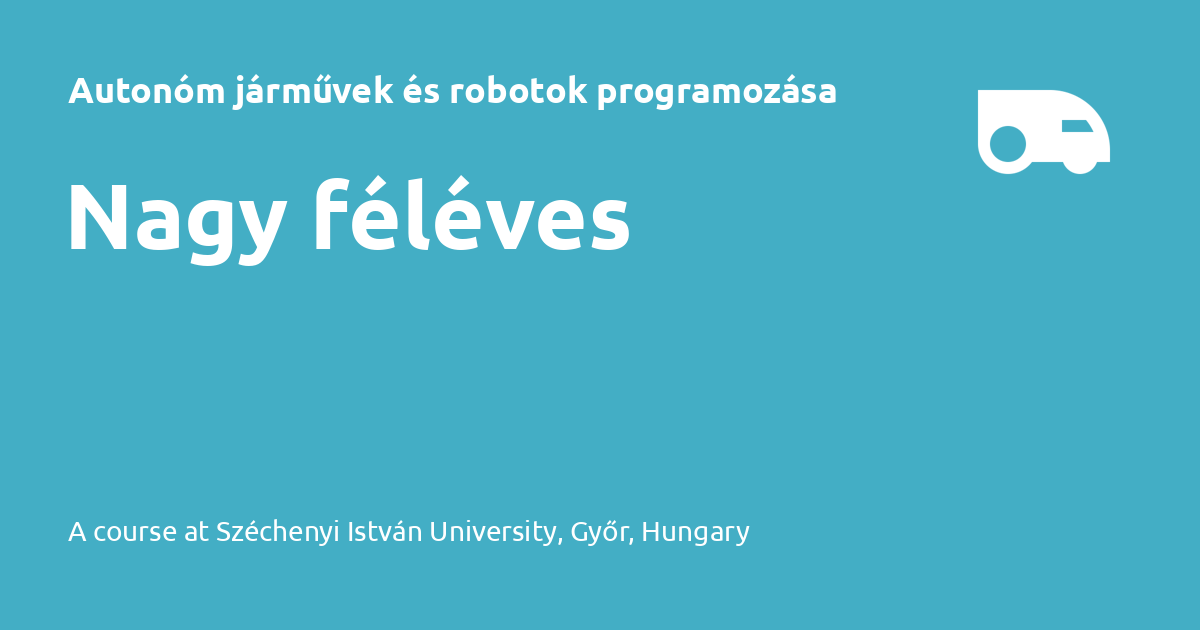 Autonóm járművek és robotok programozása
Nagy féléves
A course at Széchenyi István University, Győr, Hungary